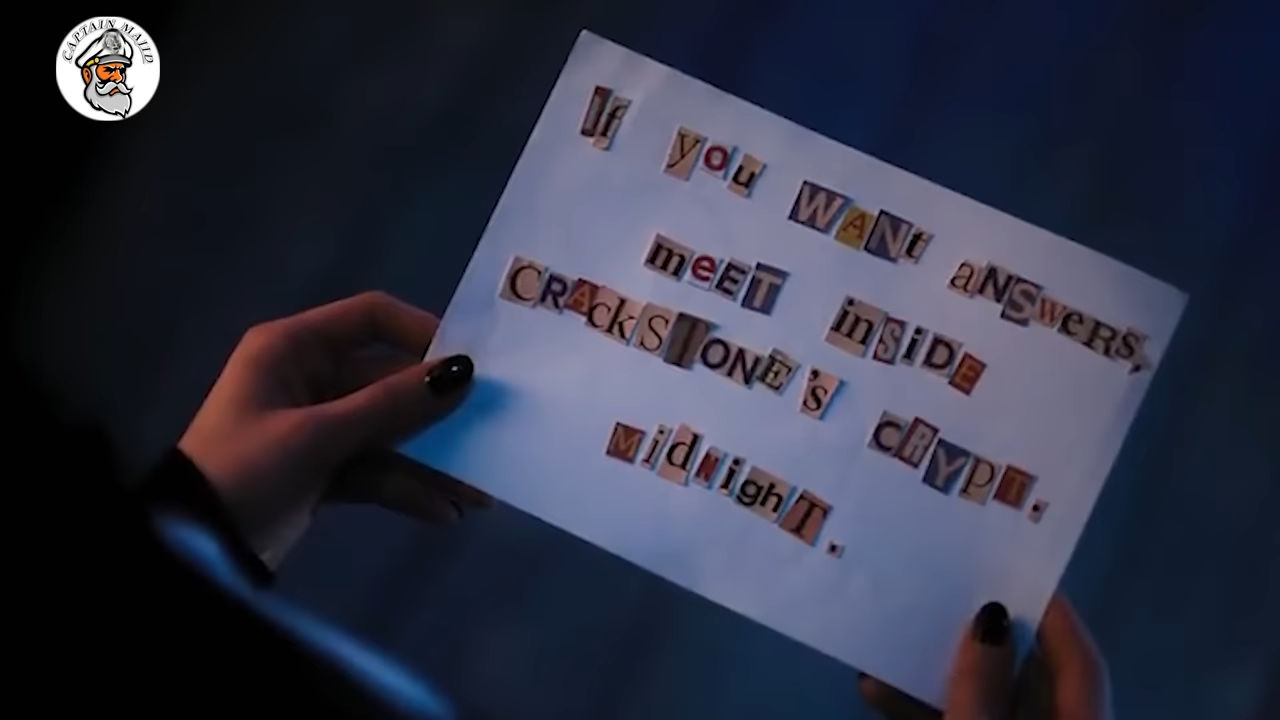 CAPTAIN MAJID
If you WANt aNSweRs,
meET inSiDE
CRAckSTONE's CRYPT.
MidNighT.